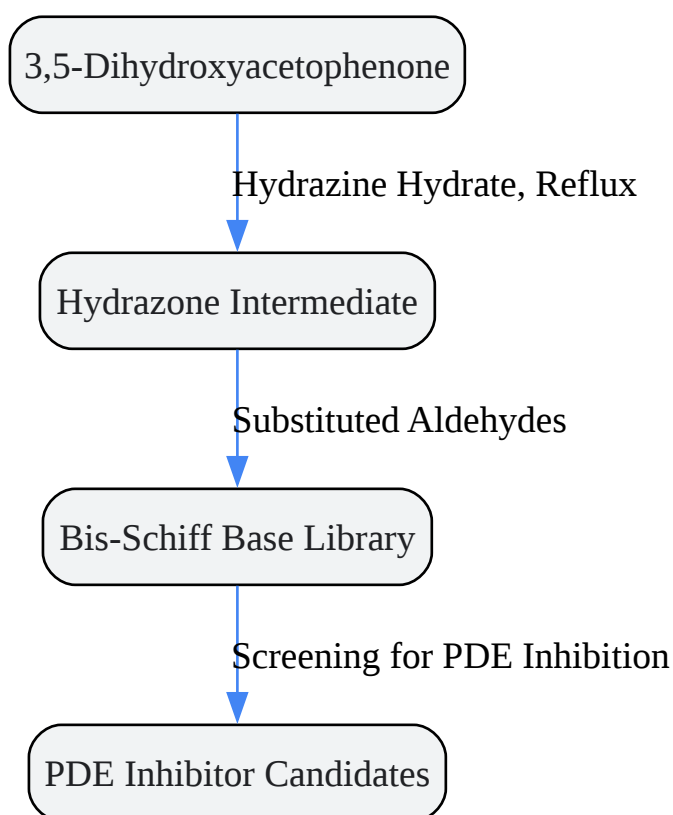 3,5-Dihydroxyacetophenone
Hydrazine Hydrate, Reflux
Hydrazone Intermediate
Substituted Aldehydes
Bis-Schiff Base Library
Screening for PDE Inhibition
PDE Inhibitor Candidates